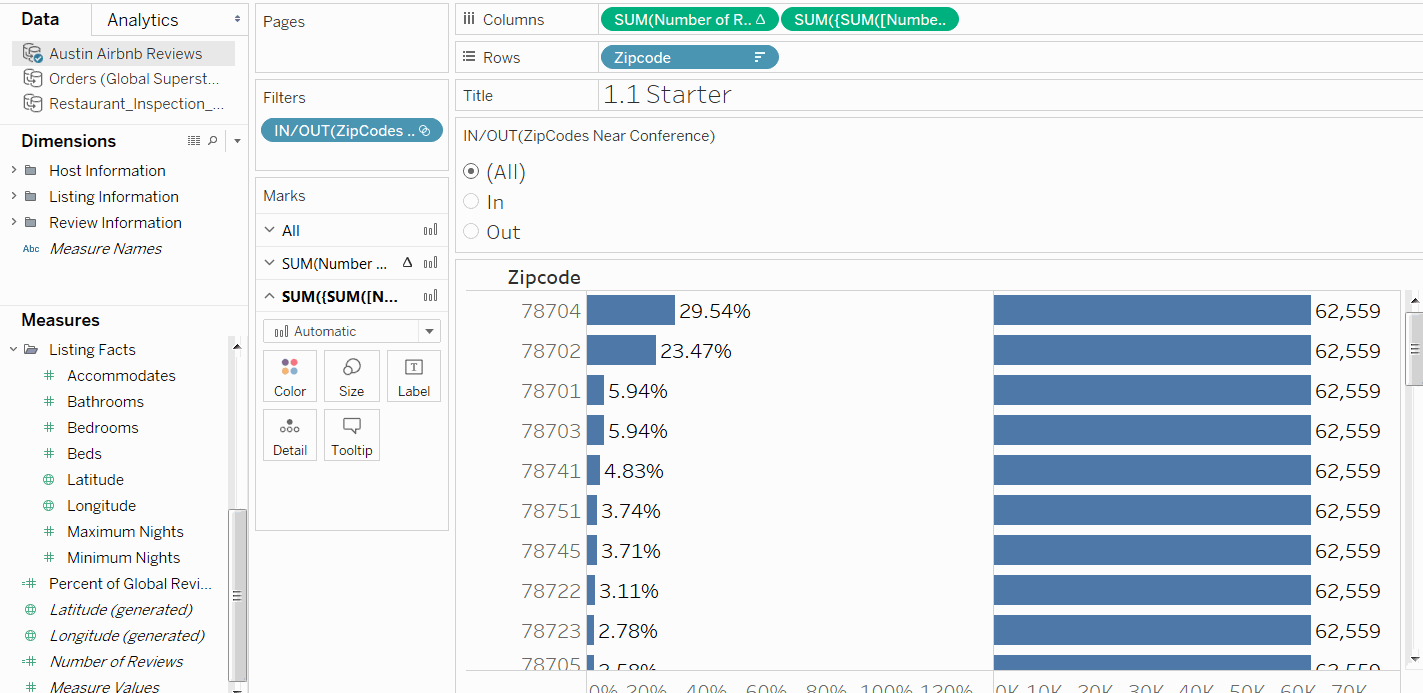 Data
Analytics
Austin Airbnb Reviews
Orders (Global Superst...
Restaurant_Inspection_...
Dimensions
Host Information
Listing Information
Review Information
Abc Measure Names
Measures
Listing Facts
Accommodates
Bathrooms
Bedrooms
Beds
Latitude
Longitude
Maximum Nights
Minimum Nights
Percent of Global Revi...
Latitude (generated)
Longitude (generated)
Number of Reviews
Measure Values
Pages
Filters
IN/OUT(ZipCodes ..
Marks
All
SUM(Number ... Δ
SUM({SUM([N...
Automatic
Color Size Label
Detail Tooltip
Columns SUM(Number of R.. Δ SUM({SUM([Numbe..
Rows Zipcode
Title 1.1 Starter
IN/OUT(ZipCodes Near Conference)
(All)
In
Out
Zipcode
78704 29.54% 62,559
78702 23.47% 62,559
78701 5.94% 62,559
78703 5.94% 62,559
78741 4.83% 62,559
78751 3.74% 62,559
78745 3.71% 62,559
78722 3.11% 62,559
78723 2.78% 62,559
78705 2.58% 62,559
0% 20% 40% 60% 80% 100% 120% 0K 10K 20K 30K 40K 50K 60K 70K